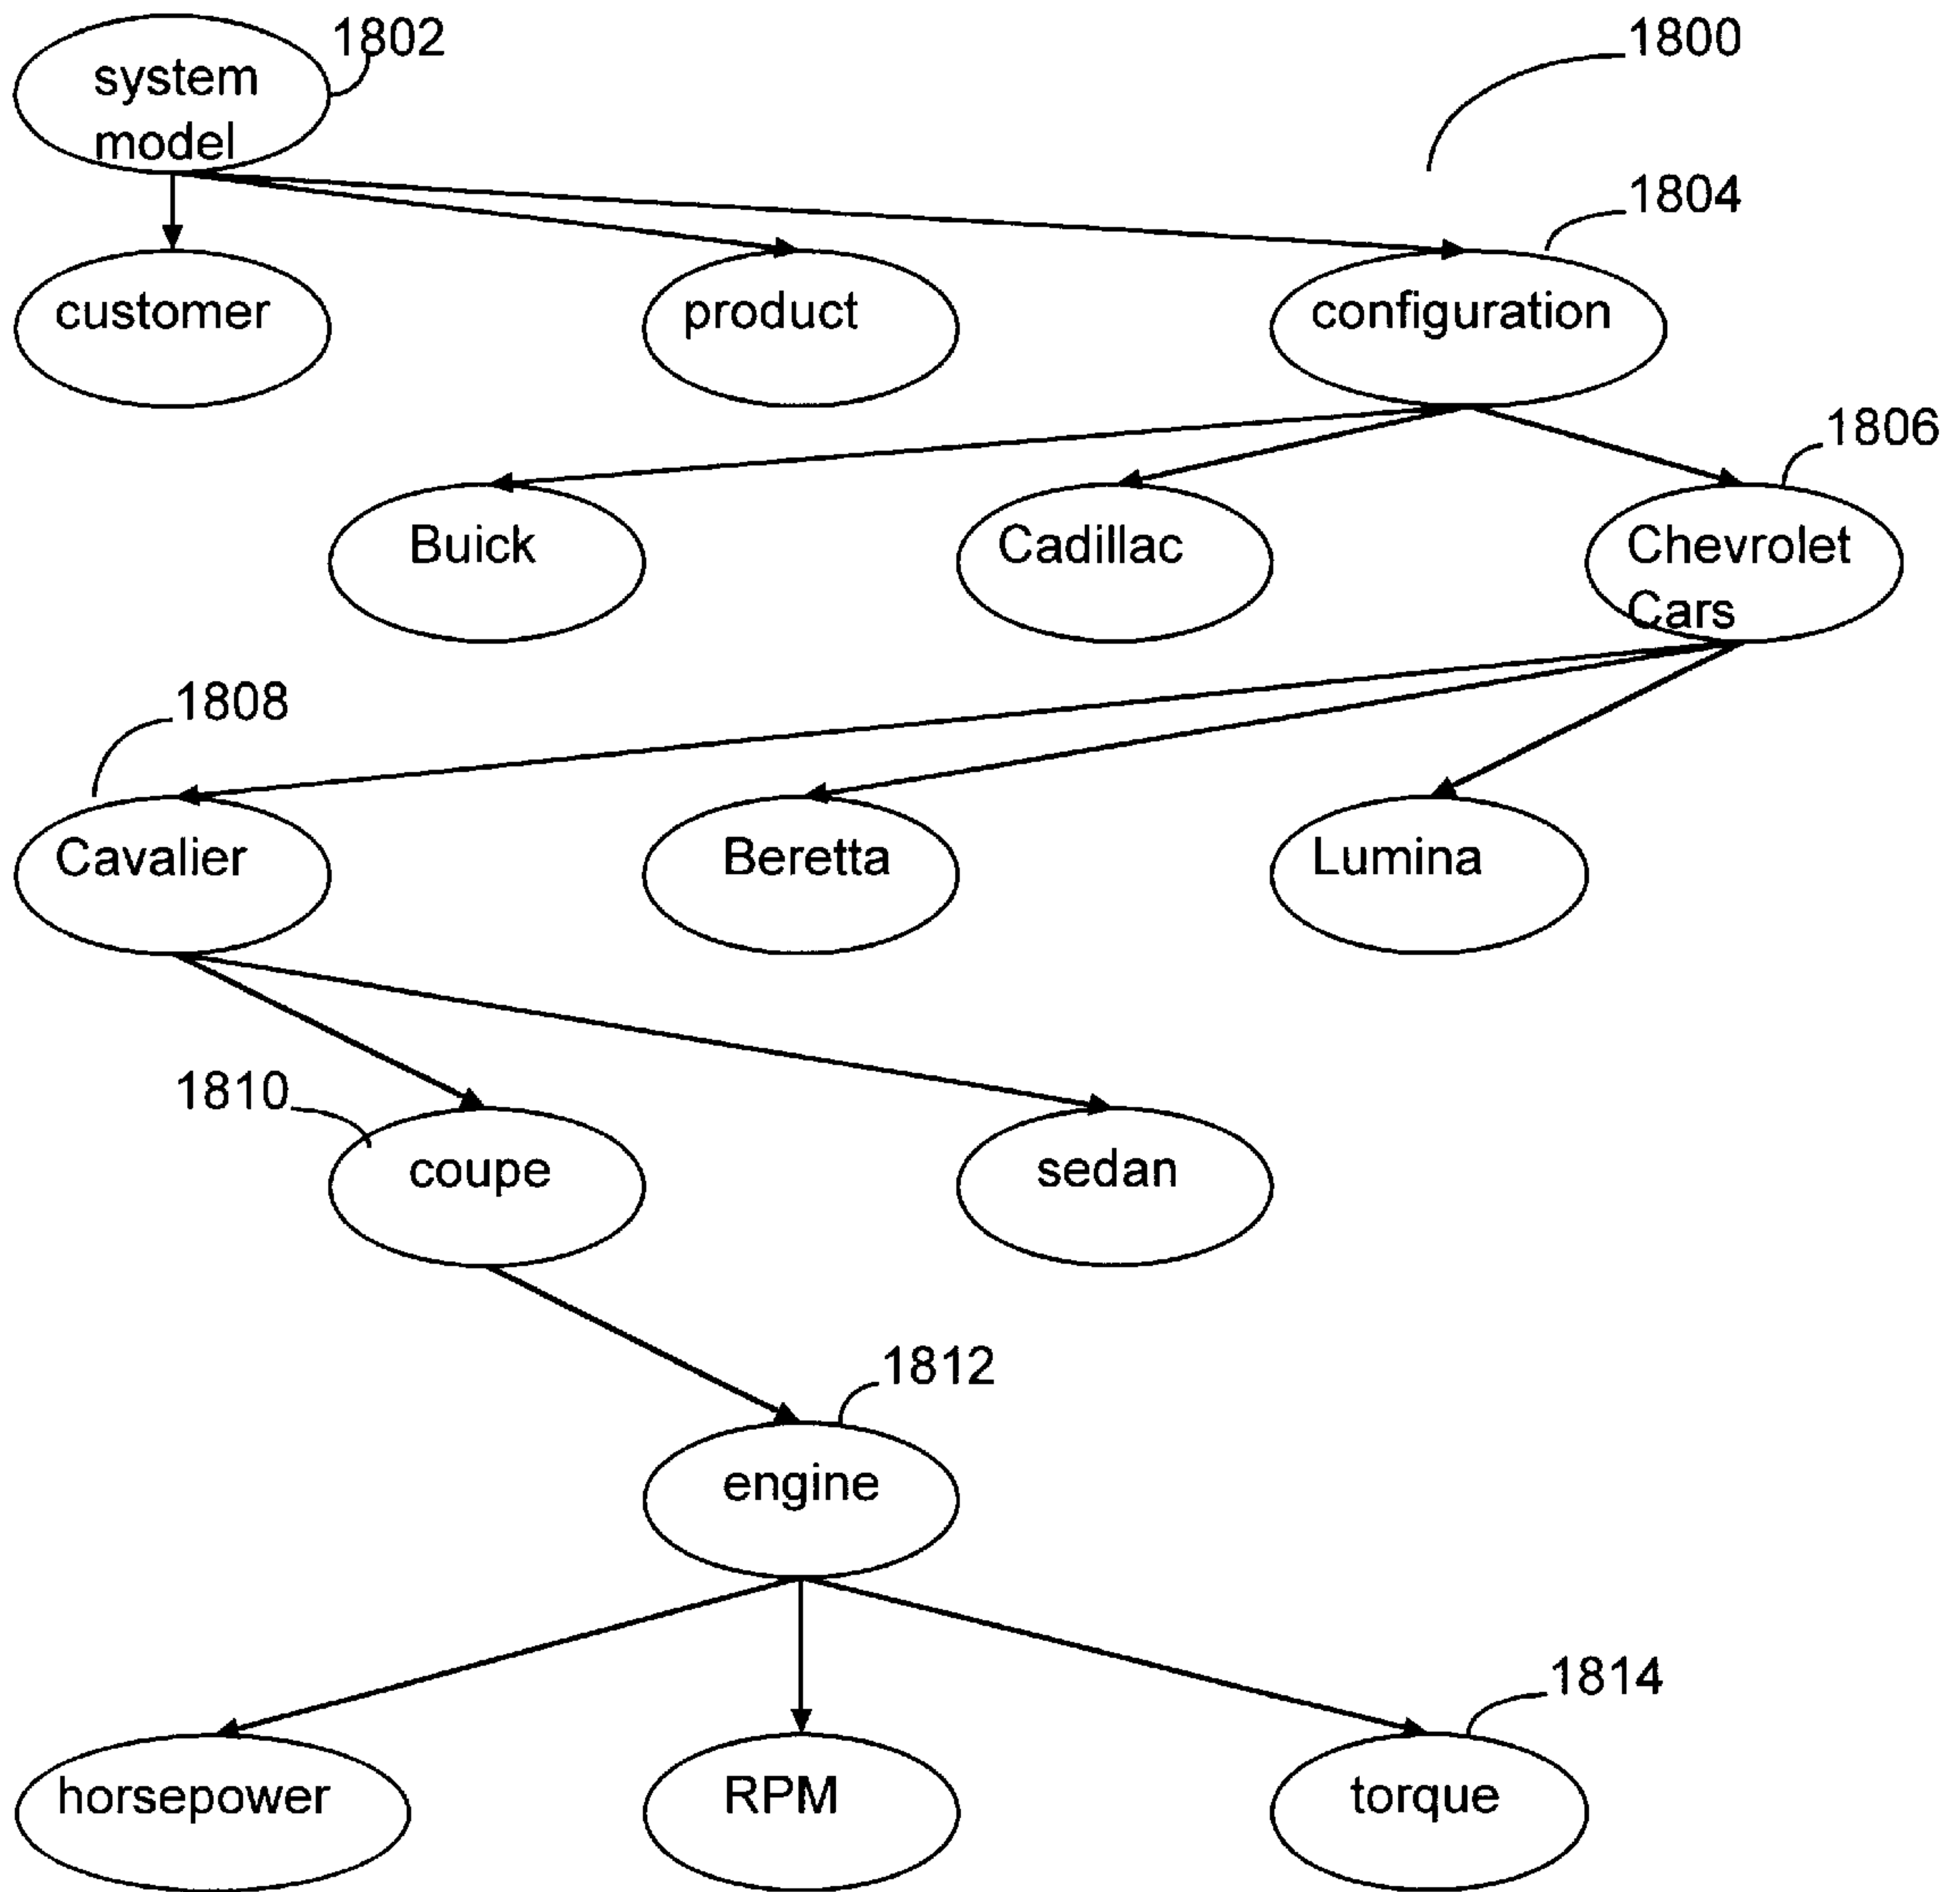 1802
1800
system
model
1804
customer
product
configuration
1806
Buick
Cadillac
Chevrolet
Cars
1808
Cavalier
Beretta
Lumina
1810
coupe
sedan
1812
engine
1814
horsepower
RPM
torque